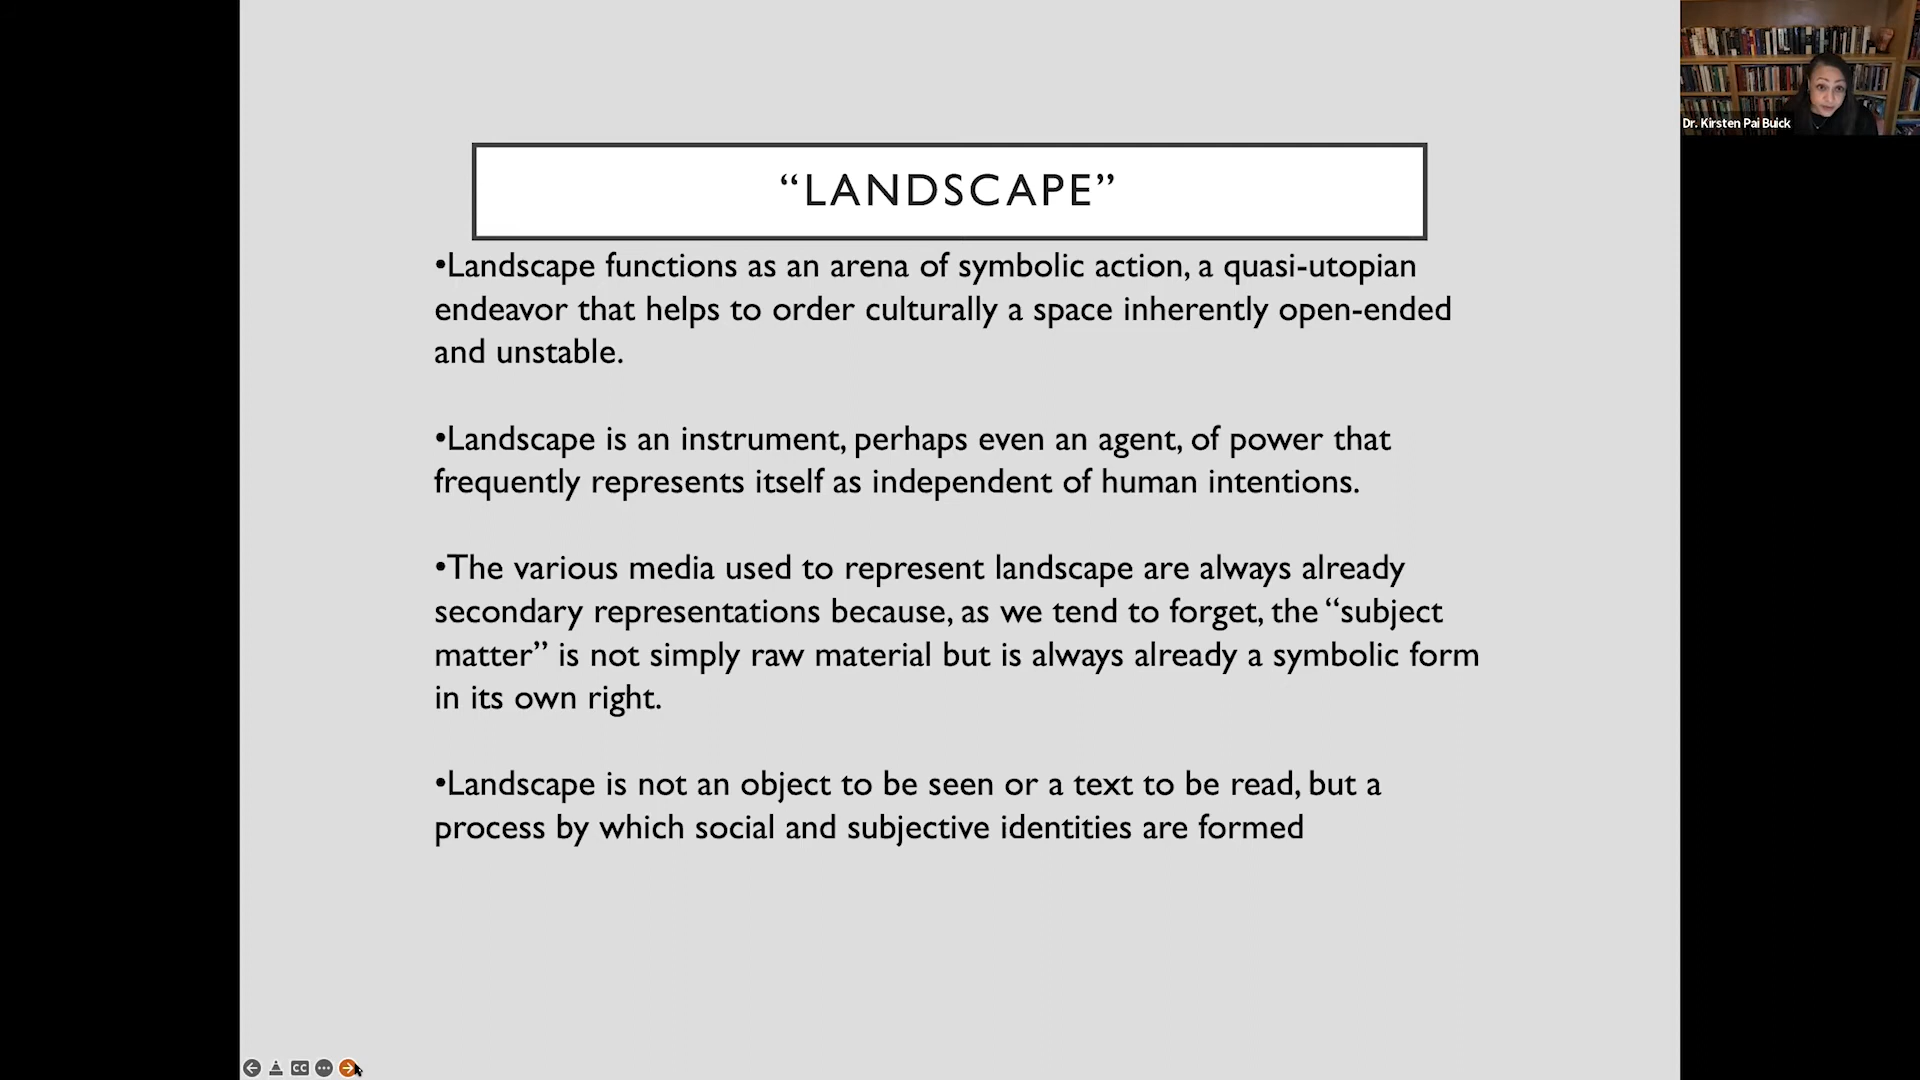 “LANDSCAPE”
•Landscape functions as an arena of symbolic action, a quasi-utopian
endeavor that helps to order culturally a space inherently open-ended
and unstable.
•Landscape is an instrument, perhaps even an agent, of power that
frequently represents itself as independent of human intentions.
•The various media used to represent landscape are always already
secondary representations because, as we tend to forget, the “subject
matter” is not simply raw material but is always already a symbolic form
in its own right.
•Landscape is not an object to be seen or a text to be read, but a
process by which social and subjective identities are formed
Dr. Kirsten Pai Buick
CC